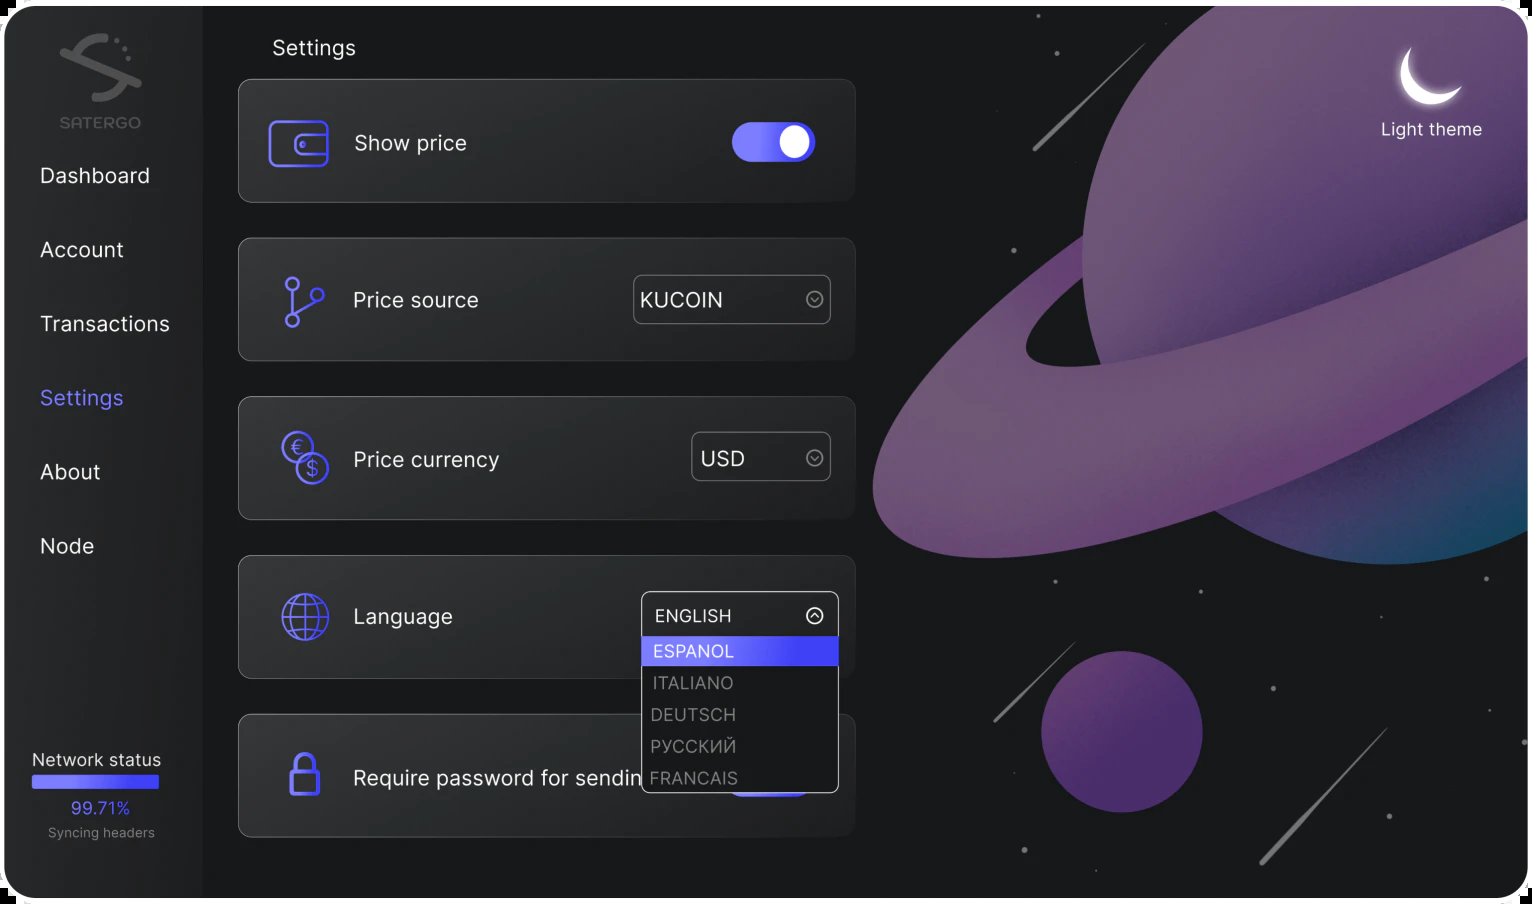 SATERGO
Dashboard
Account
Transactions
Settings
About
Node
Network status
99.71%
Syncing headers
Settings
Show price
Price source
KUCOIN
Price currency
USD
Language
ENGLISH
ESPANOL
ITALIANO
DEUTSCH
РУССКИЙ
FRANCAIS
Require password for sendin
Light theme